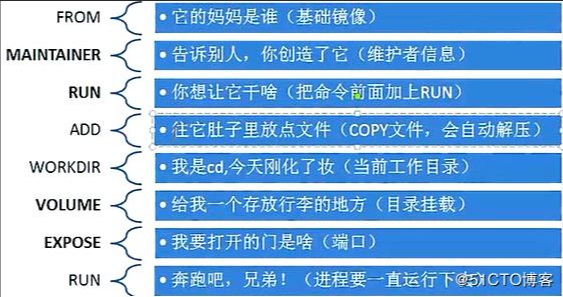 FROM
• 它的妈妈是谁（基础镜像）
MAINTAINER
• 告诉别人，你创造了它（维护者信息）
RUN
• 你想让它干啥（把命令前面加上RUN）
ADD
• 往它肚子里放点文件（COPY文件，会自动解压）
WORKDIR
• 我是cd,今天刚化了妆（当前工作目录）
VOLUME
• 给我一个存放行李的地方（目录挂载）
EXPOSE
• 我要打开的门是啥（端口）
RUN
• 奔跑吧，兄弟！（进程要一直运行下去）
@51CTO博客